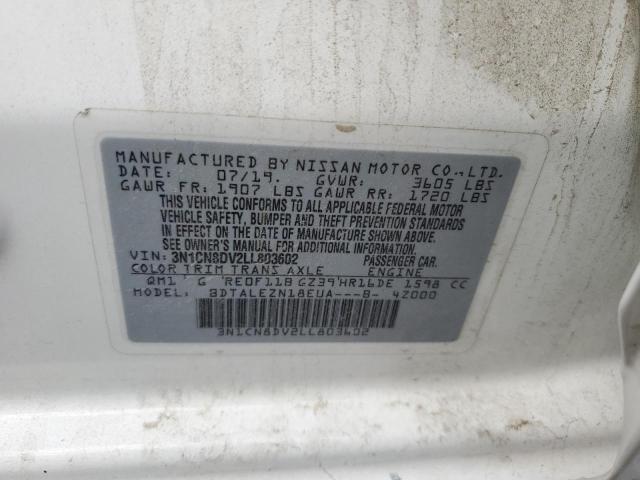 MANUFACTURED BY NISSAN MOTOR CO., LTD.
DATE: 07/19. GVWR: 3605 LBS
GAWR FR: 1907 LBS GAWR RR: 1720 LBS
THIS VEHICLE CONFORMS TO ALL APPLICABLE FEDERAL MOTOR
VEHICLE SAFETY, BUMPER AND THEFT PREVENTION STANDARDS
IN EFFECT ON THE DATE OF MANUFACTURE SHOWN ABOVE.
SEE OWNER'S MANUAL FOR ADDITIONAL INFORMATION.
VIN: 3N1CN8DV2LL803602 PASSENGER CAR
COLOR TRIM TRANS AXLE ENGINE
QM1 G RE0F11B GZ39 HR16DE 1598 CC
MODEL: BDTALEZN18EUA---B- 4Z000
3N1CN8DV2LL803602